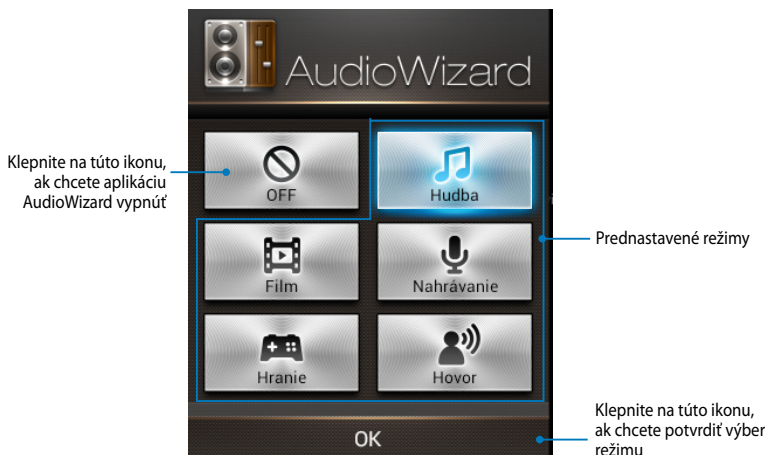 AudioWizard
Klepnite na túto ikonu,
ak chcete aplikáciu
AudioWizard vypnúť
OFF
Hudba
Prednastavené režimy
Film
Nahrávanie
Hranie
Hovor
OK
Klepnite na túto ikonu,
ak chcete potvrdiť výber
režimu